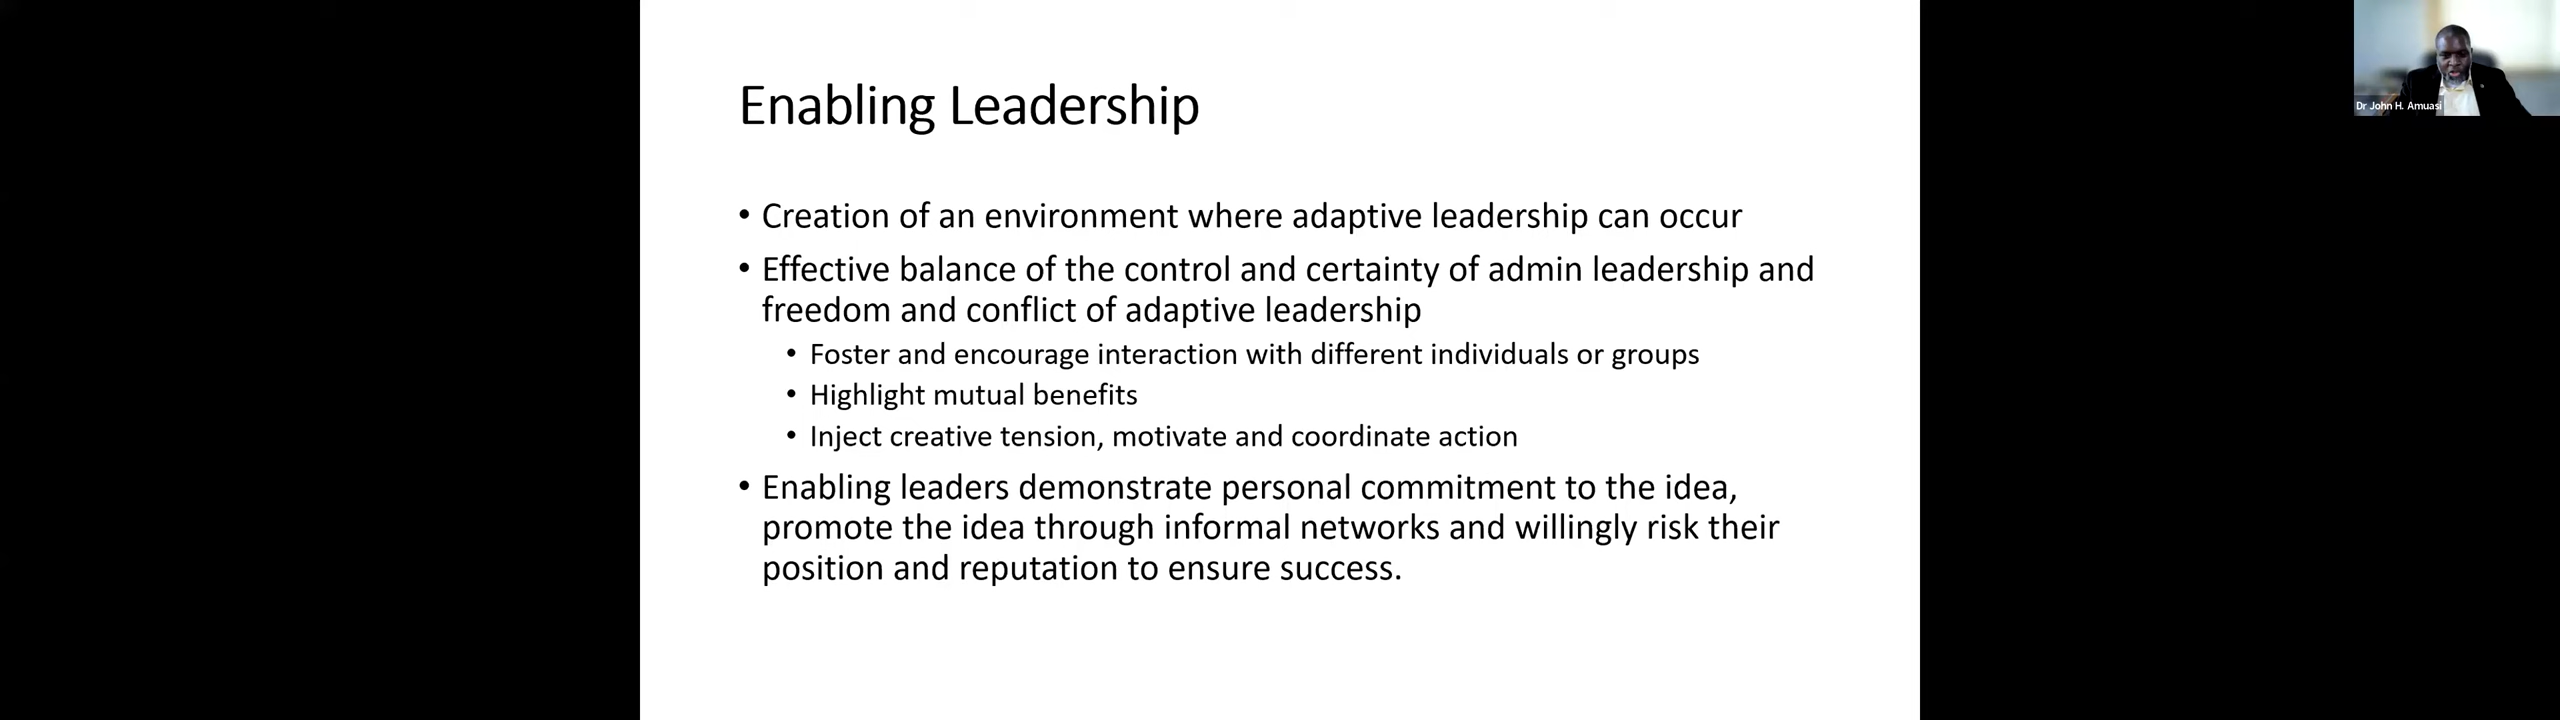 Enabling Leadership
• Creation of an environment where adaptive leadership can occur
• Effective balance of the control and certainty of admin leadership and
freedom and conflict of adaptive leadership
• Foster and encourage interaction with different individuals or groups
• Highlight mutual benefits
• Inject creative tension, motivate and coordinate action
• Enabling leaders demonstrate personal commitment to the idea,
promote the idea through informal networks and willingly risk their
position and reputation to ensure success.
Dr John H. Amuasi